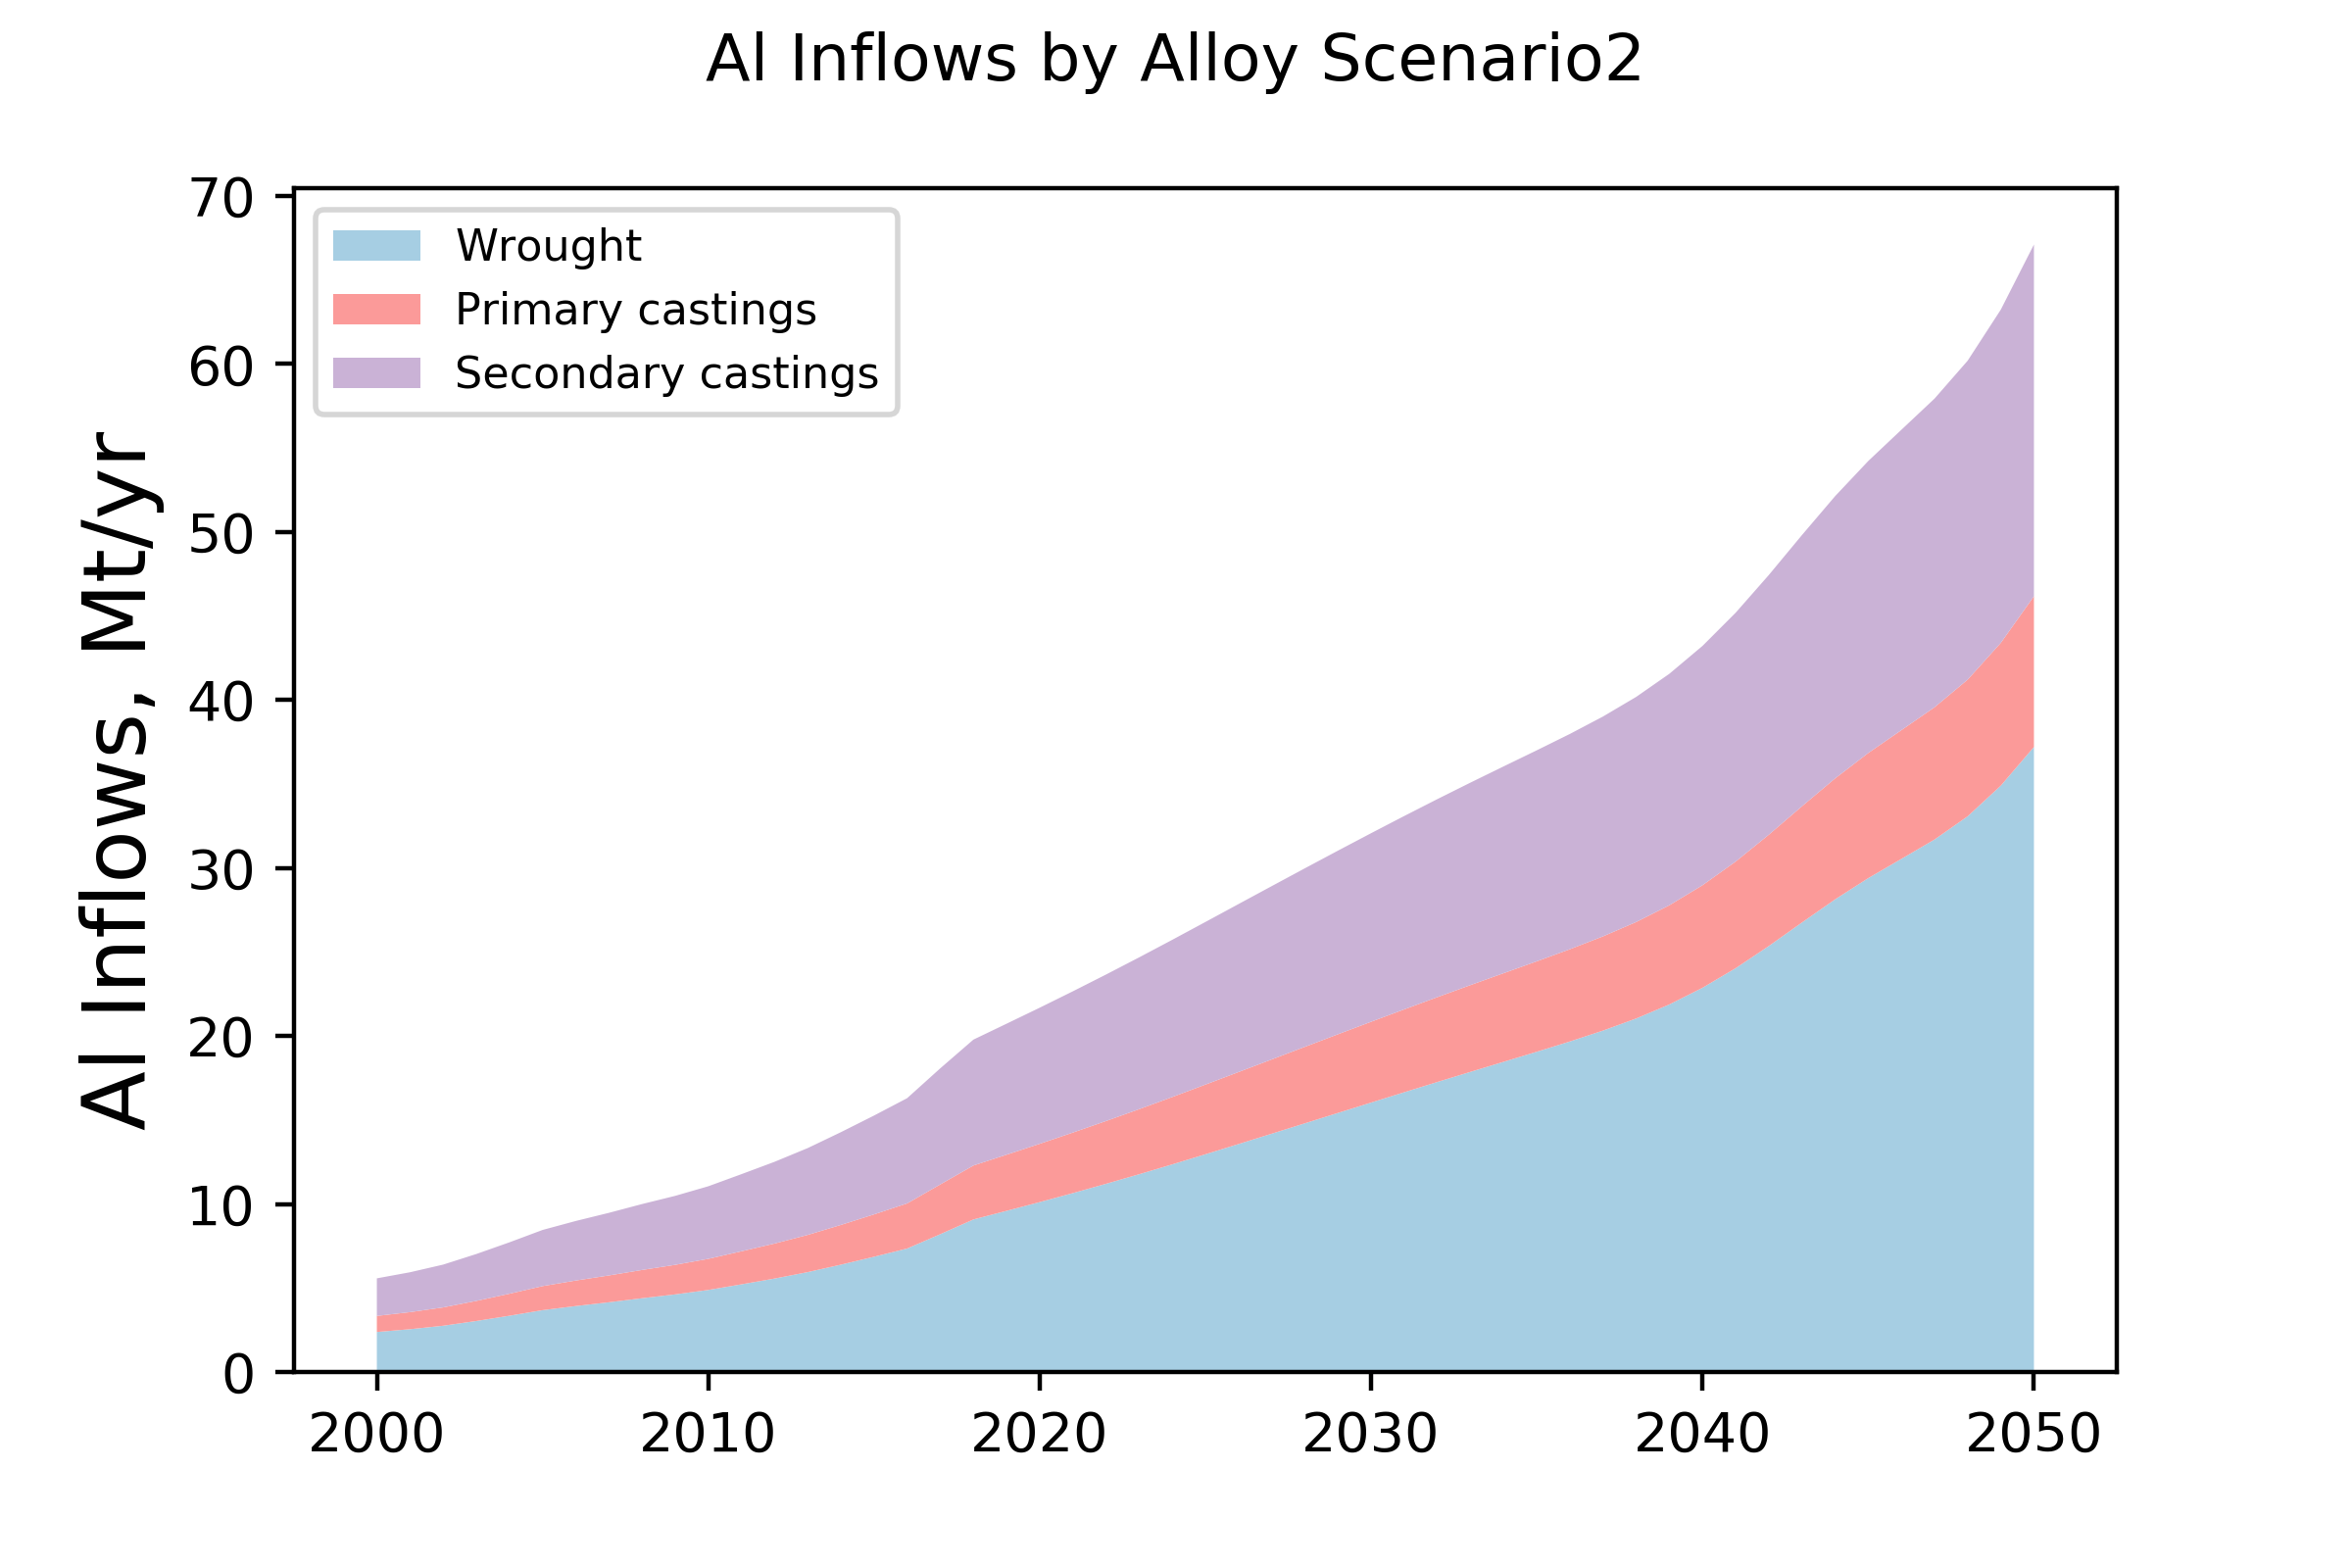 Al Inflows by Alloy Scenario2
Al Inflows, Mt/yr
70
60
50
40
30
20
10
0
Wrought
Primary castings
Secondary castings
2000 2010 2020 2030 2040 2050